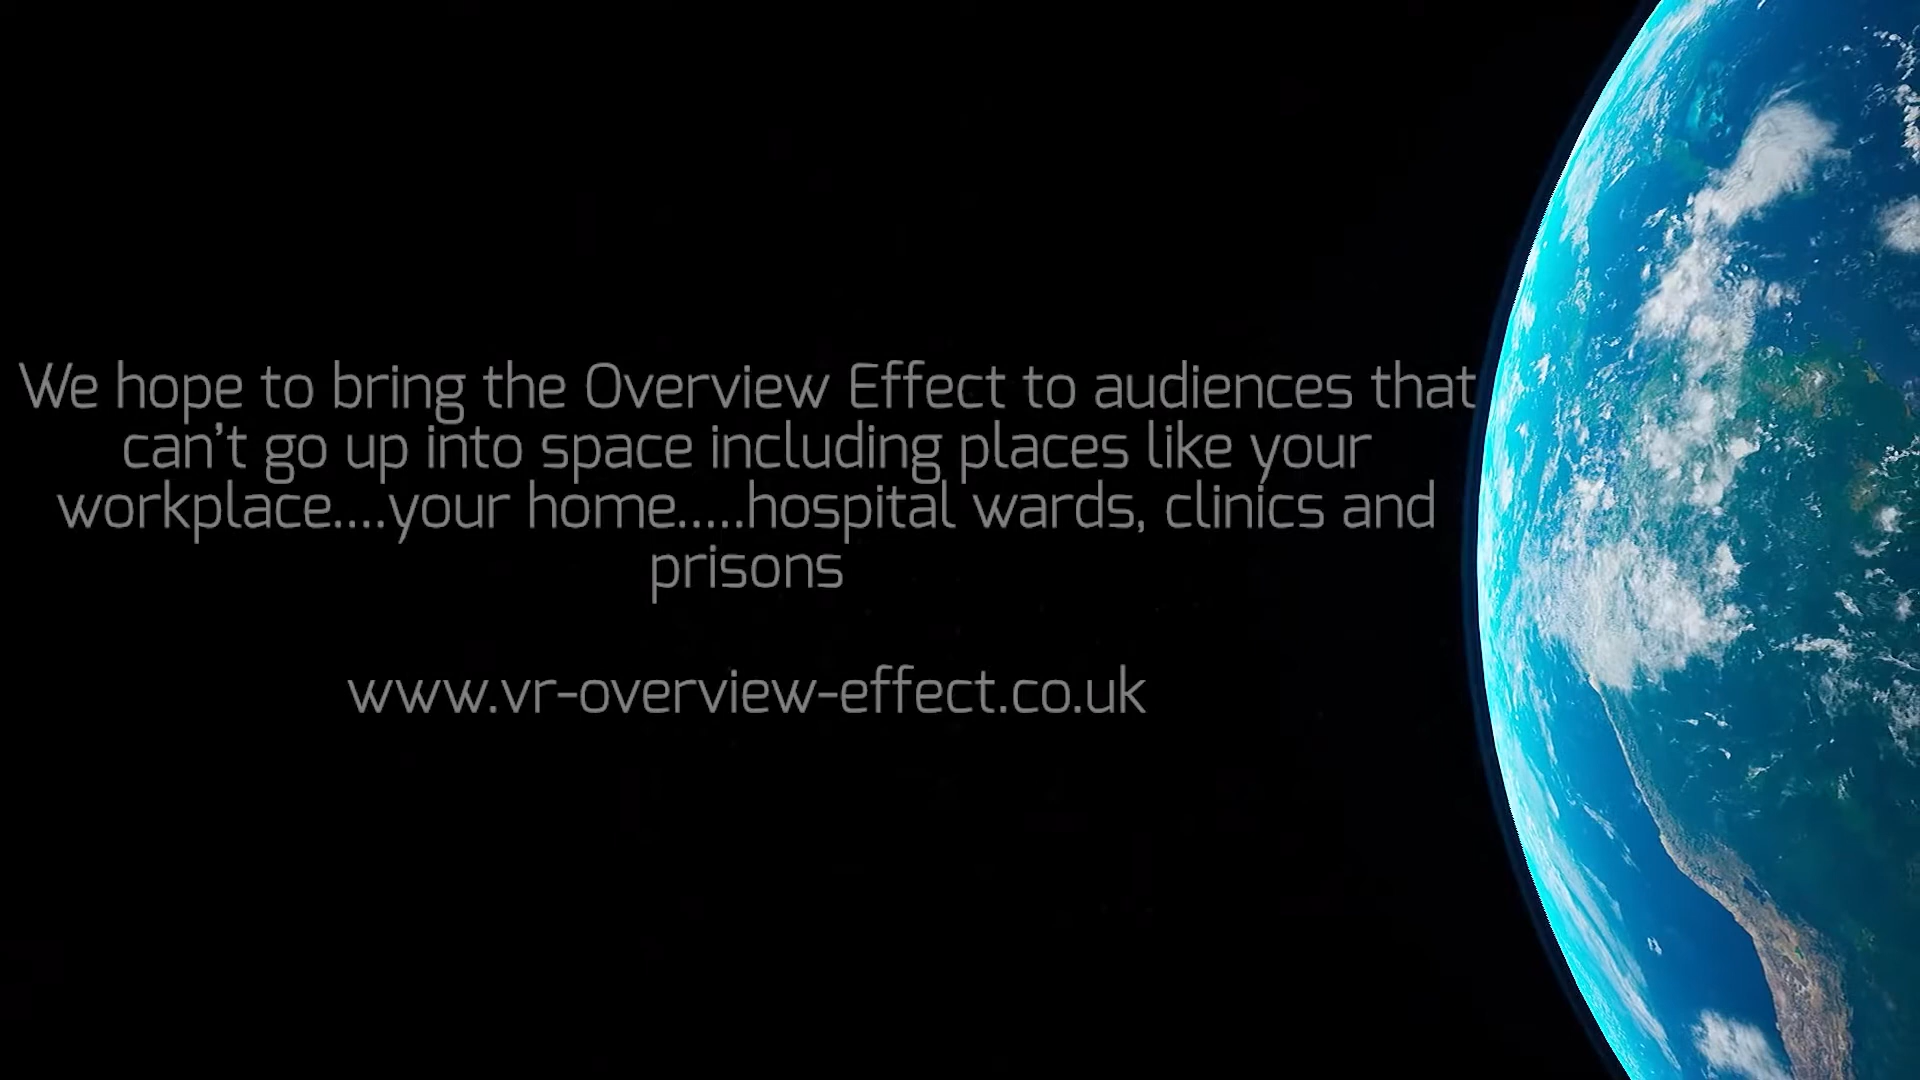 We hope to bring the Overview Effect to audiences that
can't go up into space including places like your
workplace....your home.....hospital wards, clinics and
prisons
www.vr-overview-effect.co.uk